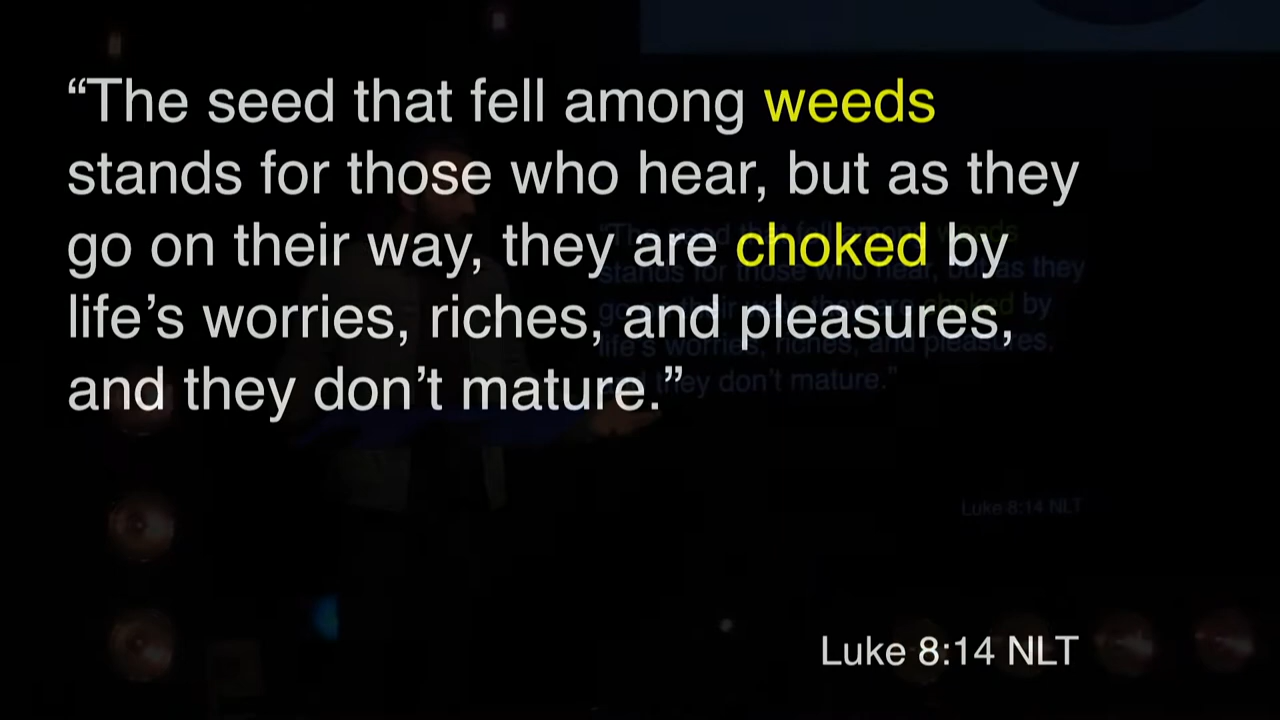 “The seed that fell among weeds
stands for those who hear, but as they
go on their way, they are choked by
life’s worries, riches, and pleasures,
and they don’t mature.”
Luke 8:14 NLT